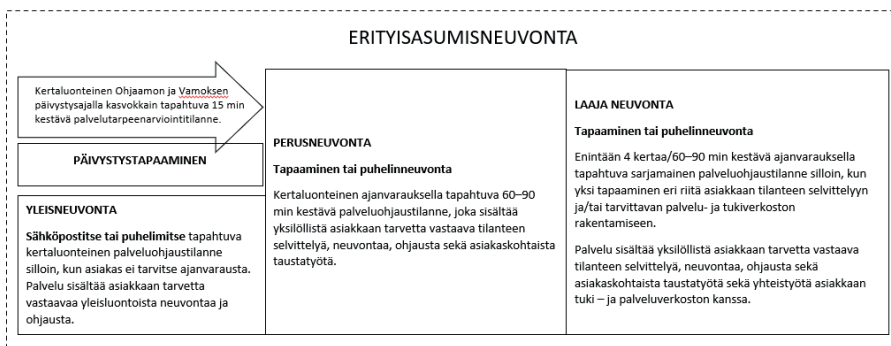 ERITYISASUMISNEUVONTA
Kertaluonteinen Ohjaamon ja Vamoksen
päivystysajalla kasvokkain tapahtuva 15 min
kestävä palvelutarpeenarviointitilanne.
PÄIVYSTYSTAPAAMINEN
YLEISNEUVONTA
Sähköpostitse tai puhelimitse tapahtuva
kertaluonteinen palveluohjaustilanne
silloin, kun asiakas ei tarvitse ajanvarausta.
Palvelu sisältää asiakkaan tarvetta
vastaavaa yleisluontoista neuvontaa ja
ohjausta.
PERUSNEUVONTA
Tapaaminen tai puhelinneuvonta
Kertaluonteinen ajanvarauksella tapahtuva 60–90
min kestävä palveluohjaustilanne, joka sisältää
yksilöllistä asiakkaan tarvetta vastaava tilanteen
selvittelyä, neuvontaa, ohjausta sekä asiakaskohtaista
taustatyötä.
LAAJA NEUVONTA
Tapaaminen tai puhelinneuvonta
Enintään 4 kertaa/60–90 min kestävä ajanvarauksella
tapahtuva sarjamainen palveluohjaustilanne silloin, kun
yksi tapaaminen eri riitä asiakkaan tilanteen selvittelyyn
ja/tai tarvittavan palvelu- ja tukiverkoston
rakentamiseen.
Palvelu sisältää yksilöllistä asiakkaan tarvetta vastaava
tilanteen selvittelyä, neuvontaa, ohjausta sekä
asiakaskohtaista taustatyötä sekä yhteistyötä asiakkaan
tuki – ja palveluverkoston kanssa.